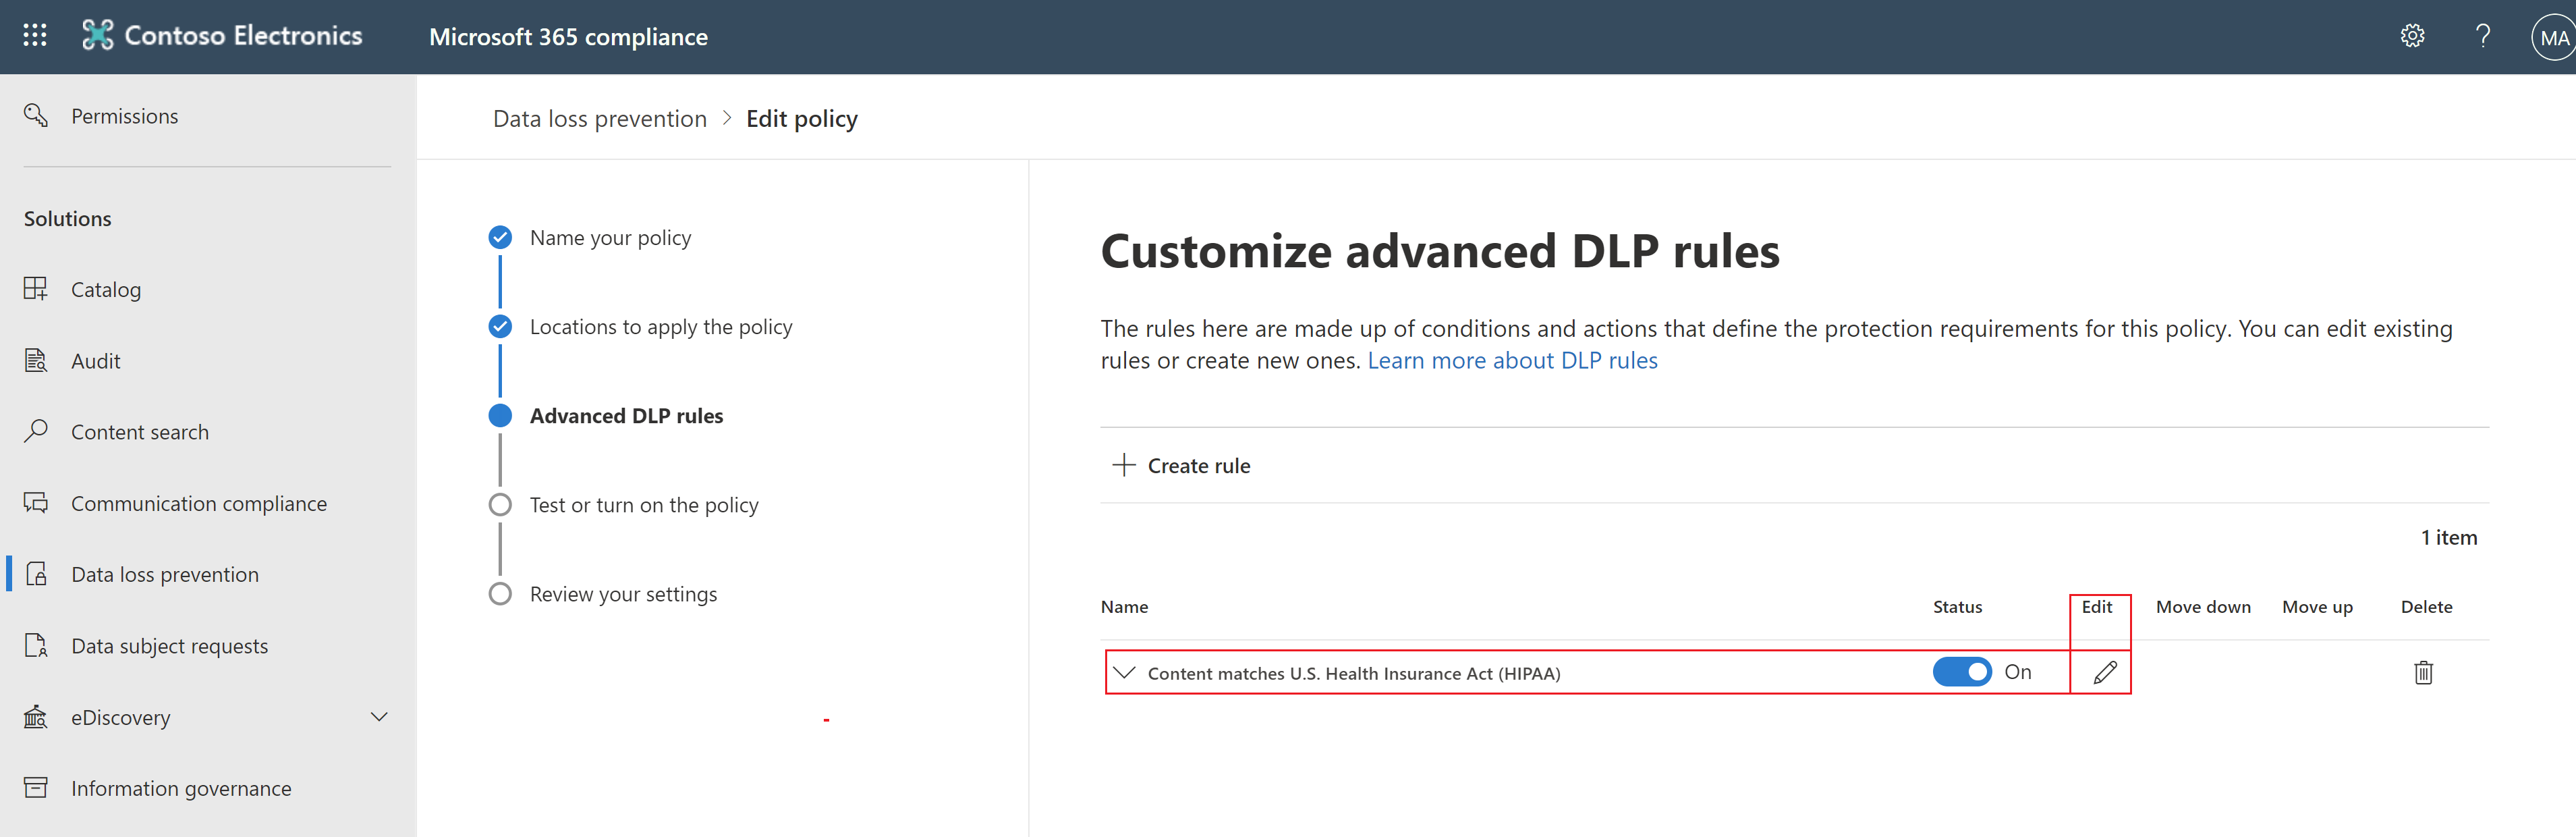 Contoso Electronics
Microsoft 365 compliance
?
MA
Permissions
Solutions
Catalog
Audit
Content search
Communication compliance
Data loss prevention
Data subject requests
eDiscovery
Information governance
Data loss prevention > Edit policy
Name your policy
Locations to apply the policy
Advanced DLP rules
Test or turn on the policy
Review your settings
Customize advanced DLP rules
The rules here are made up of conditions and actions that define the protection requirements for this policy. You can edit existing
rules or create new ones. Learn more about DLP rules
+ Create rule
1 item
Name Status Edit Move down Move up Delete
Content matches U.S. Health Insurance Act (HIPAA) On